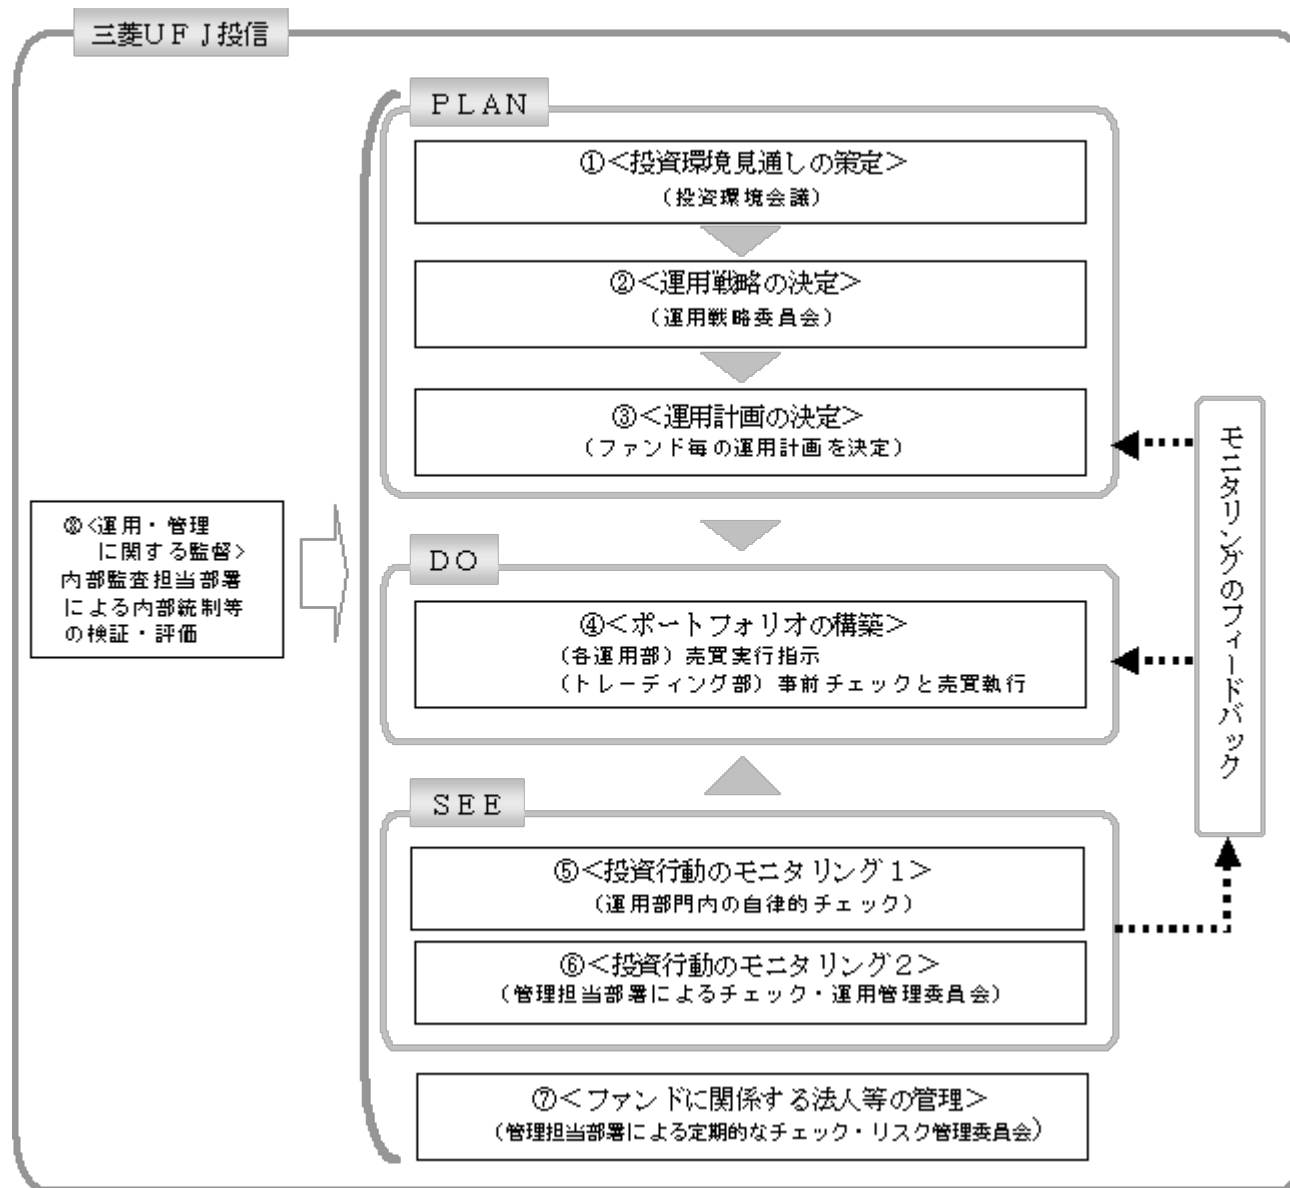 三菱ＵＦＪ投信
ＰＬＡＮ
①＜投資環境見通しの策定＞
（投資環境会議）
②＜運用戦略の決定＞
（運用戦略委員会）
③＜運用計画の決定＞
（ファンド毎の運用計画を決定）
ＤＯ
④＜ポートフォリオの構築＞
（各運用部）売買実行指示
（トレーディング部）事前チェックと売買執行
ＳＥＥ
⑤＜投資行動のモニタリング１＞
（運用部門内の自律的チェック）
⑥＜投資行動のモニタリング２＞
（管理担当部署によるチェック・運用管理委員会）
⑦＜ファンドに関係する法人等の管理＞
（管理担当部署による定期的なチェック・リスク管理委員会）
⑧＜運用・管理
に関する監督＞
内部監査担当部署
による内部統制等
の検証・評価
モニタリングのフィードバック